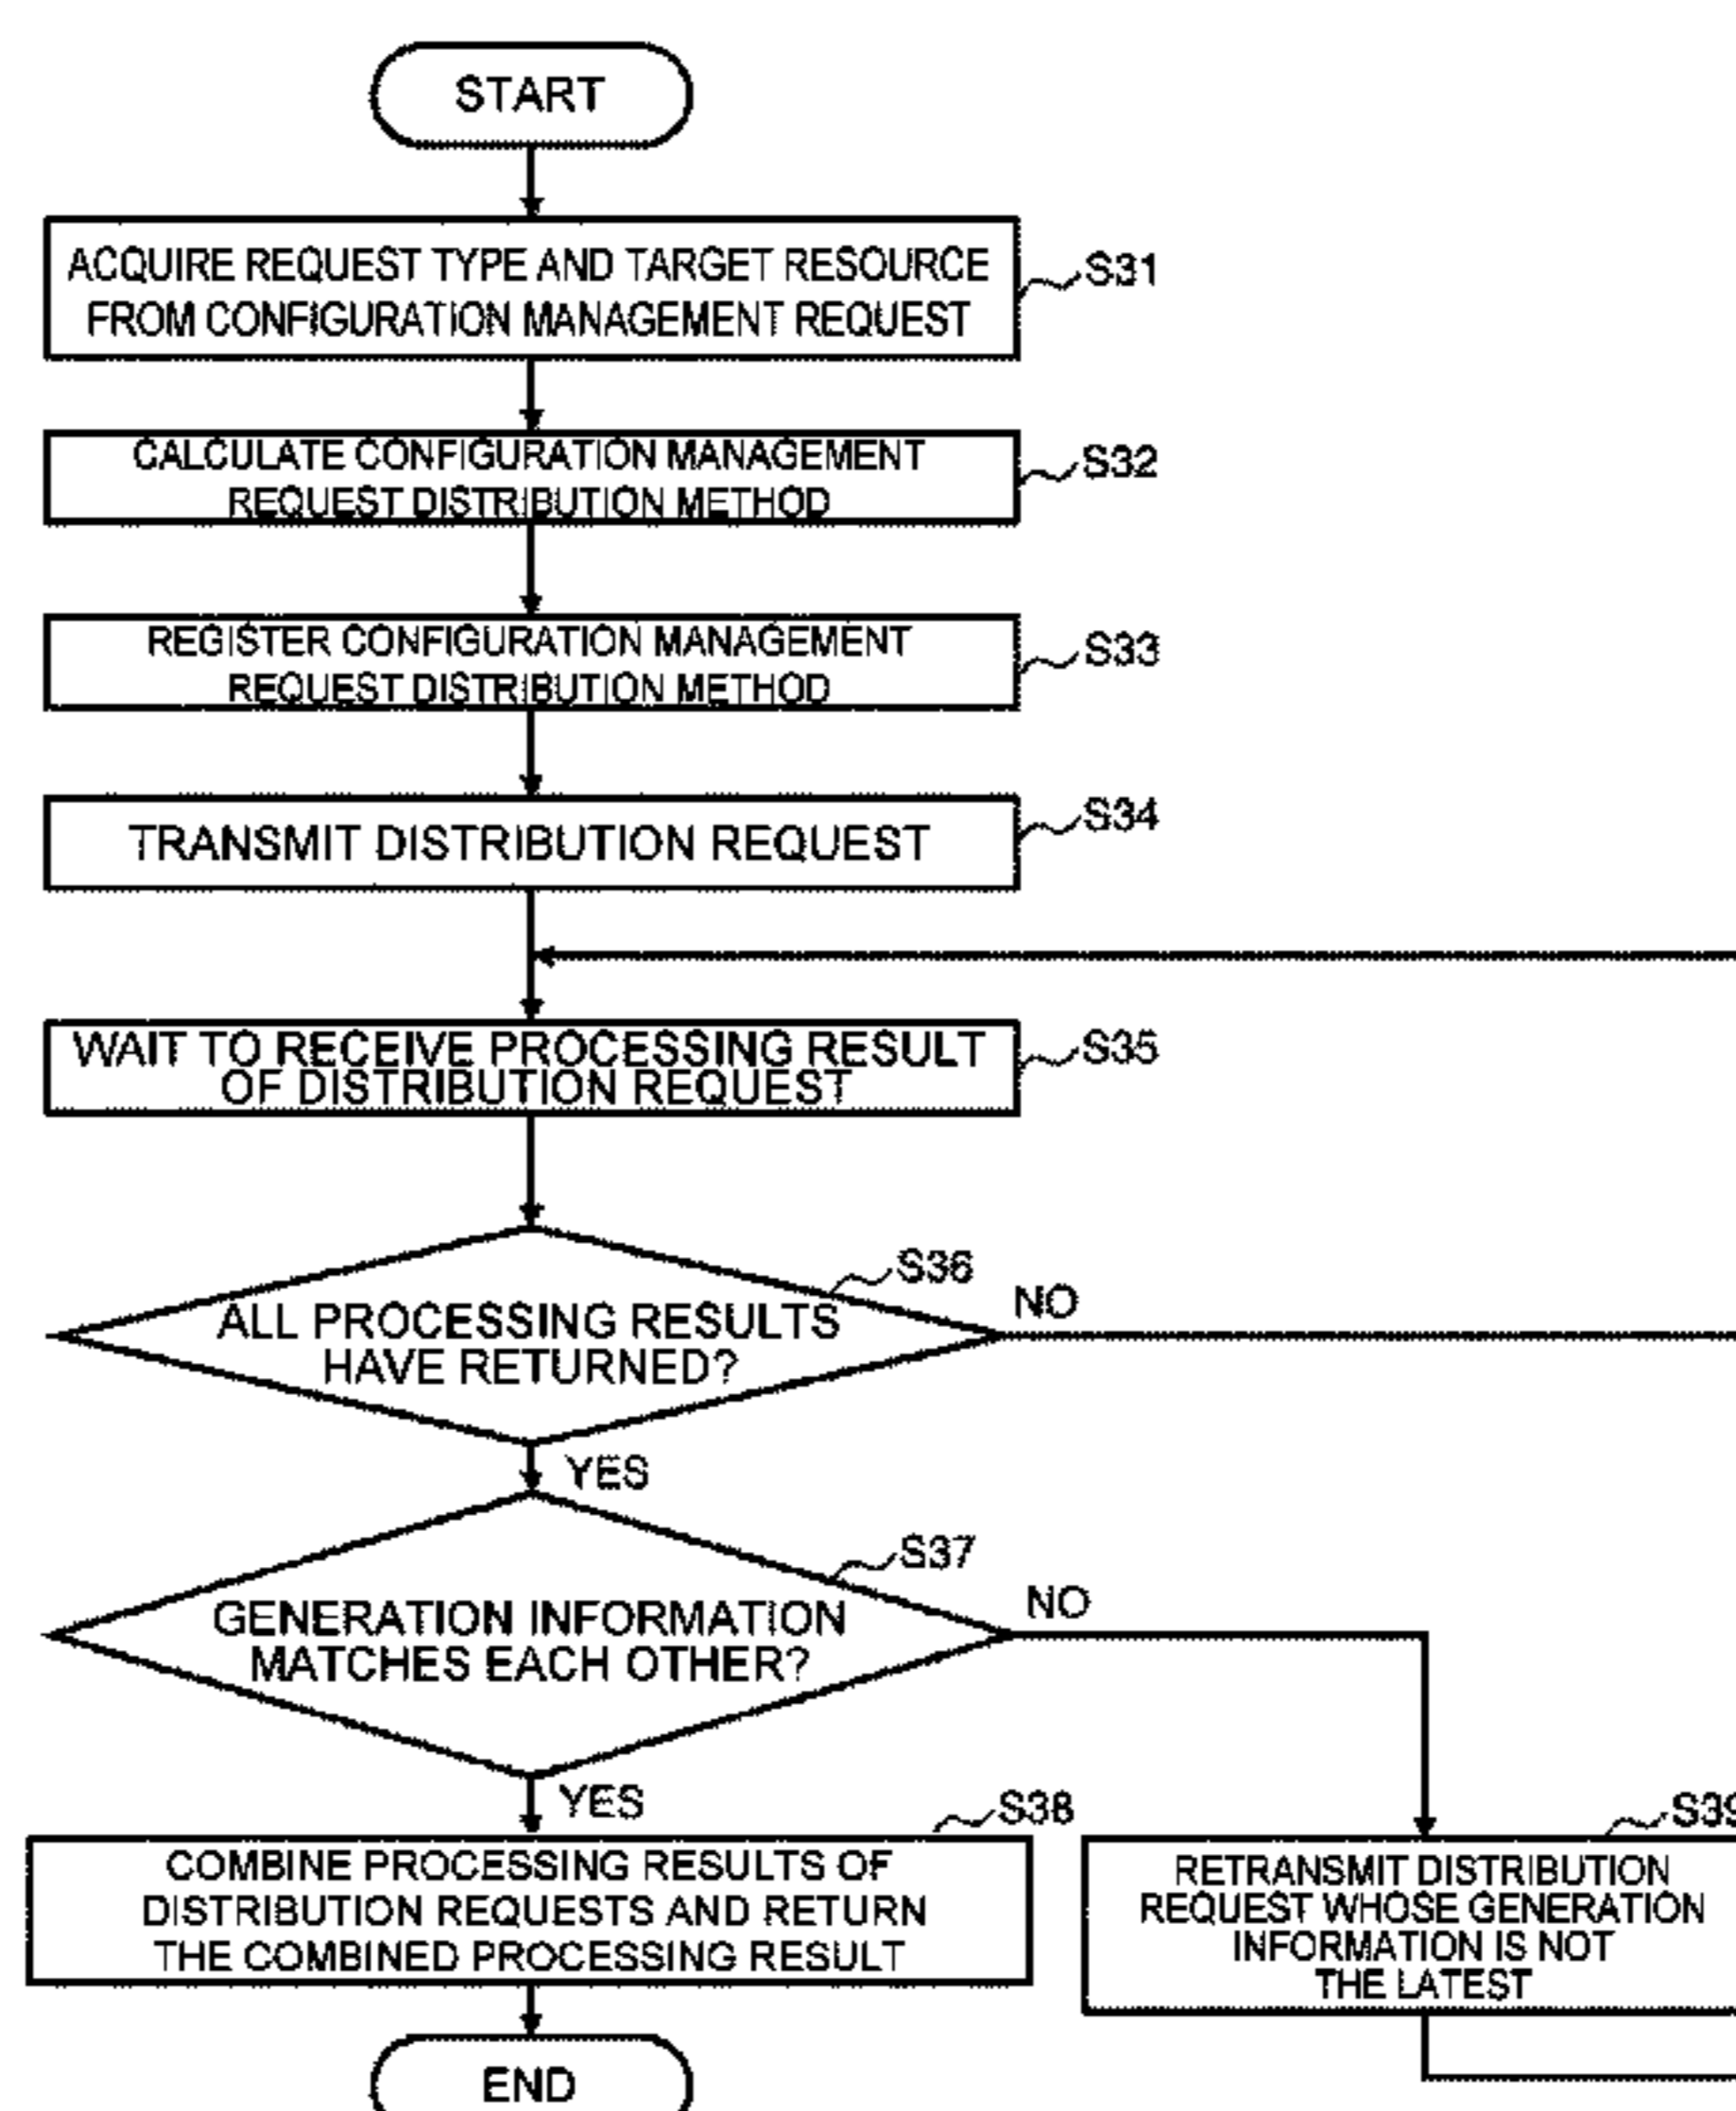 START
ACQUIRE REQUEST TYPE AND TARGET RESOURCE
FROM CONFIGURATION MANAGEMENT REQUEST
S31
CALCULATE CONFIGURATION MANAGEMENT
REQUEST DISTRIBUTION METHOD
S32
REGISTER CONFIGURATION MANAGEMENT
REQUEST DISTRIBUTION METHOD
S33
TRANSMIT DISTRIBUTION REQUEST
S34
WAIT TO RECEIVE PROCESSING RESULT
OF DISTRIBUTION REQUEST
S35
S36
ALL PROCESSING RESULTS
HAVE RETURNED?
NO
YES
S37
GENERATION INFORMATION
MATCHES EACH OTHER?
NO
YES
S38
COMBINE PROCESSING RESULTS OF
DISTRIBUTION REQUESTS AND RETURN
THE COMBINED PROCESSING RESULT
S39
RETRANSMIT DISTRIBUTION
REQUEST WHOSE GENERATION
INFORMATION IS NOT
THE LATEST
END